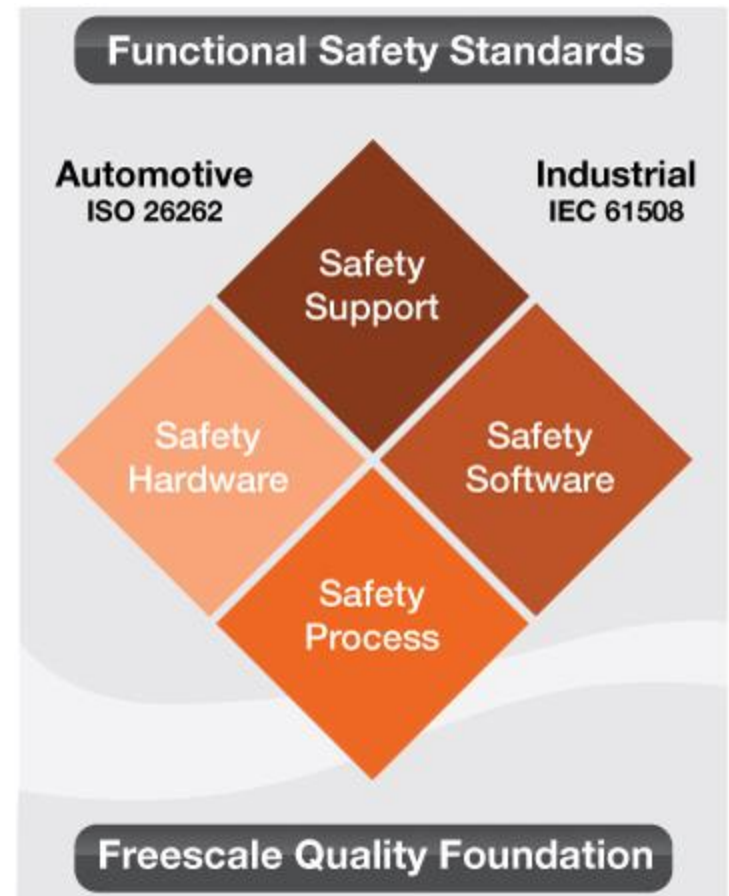 Functional Safety Standards
Automotive
ISO 26262
Industrial
IEC 61508
Safety
Support
Safety
Hardware
Safety
Software
Safety
Process
Freescale Quality Foundation